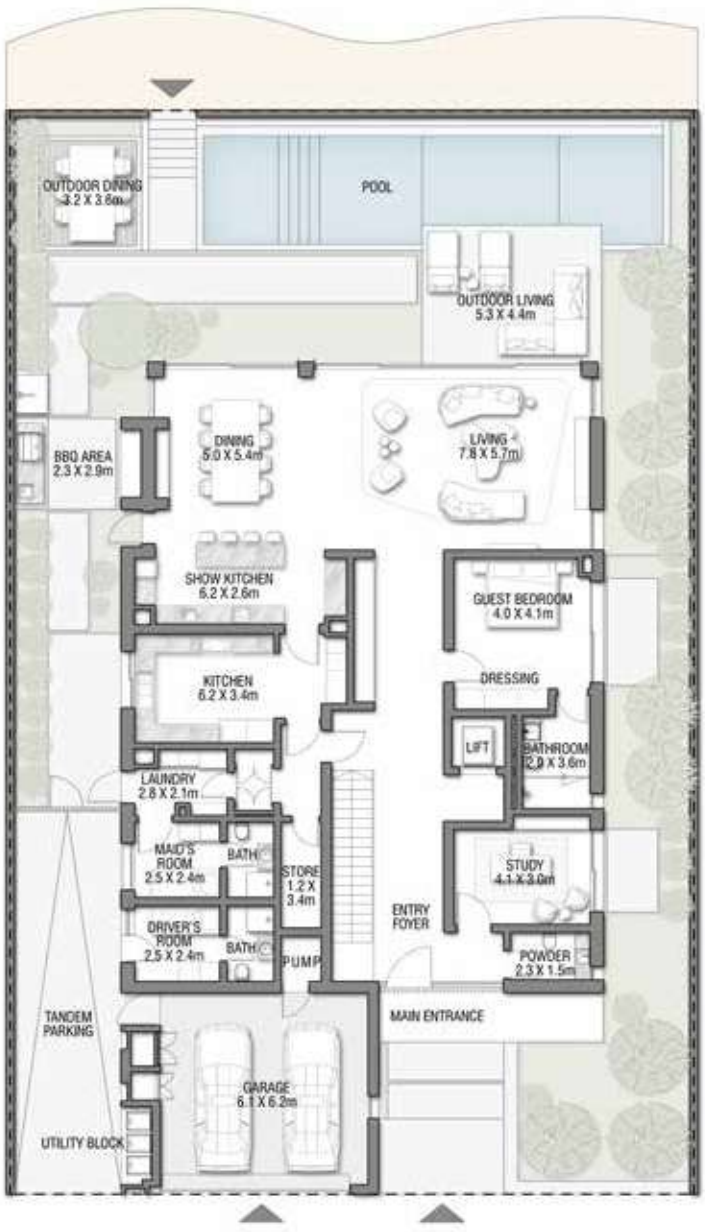 OUTDOOR DINING
3.2 X 3.6m
POOL
OUTDOOR LIVING
5.3 X 4.4m
BBQ AREA
2.3 X 2.9m
DINING
5.0 X 5.4m
LIVING
7.8 X 5.7m
SHOW KITCHEN
6.2 X 2.6m
GUEST BEDROOM
4.0 X 4.1m
KITCHEN
6.2 X 3.4m
DRESSING
LIFT
BATHROOM
2.0 X 3.6m
LAUNDRY
2.8 X 2.1m
MAID'S
ROOM
2.5 X 2.4m
BATH
STORE
1.2 X
3.4m
STUDY
4.1 X 3.0m
ENTRY
FOYER
DRIVER'S
ROOM
2.5 X 2.4m
BATH
PUMP
POWDER
2.3 X 1.5m
TANDEM
PARKING
MAIN ENTRANCE
GARAGE
6.1 X 6.2m
UTILITY BLOCK